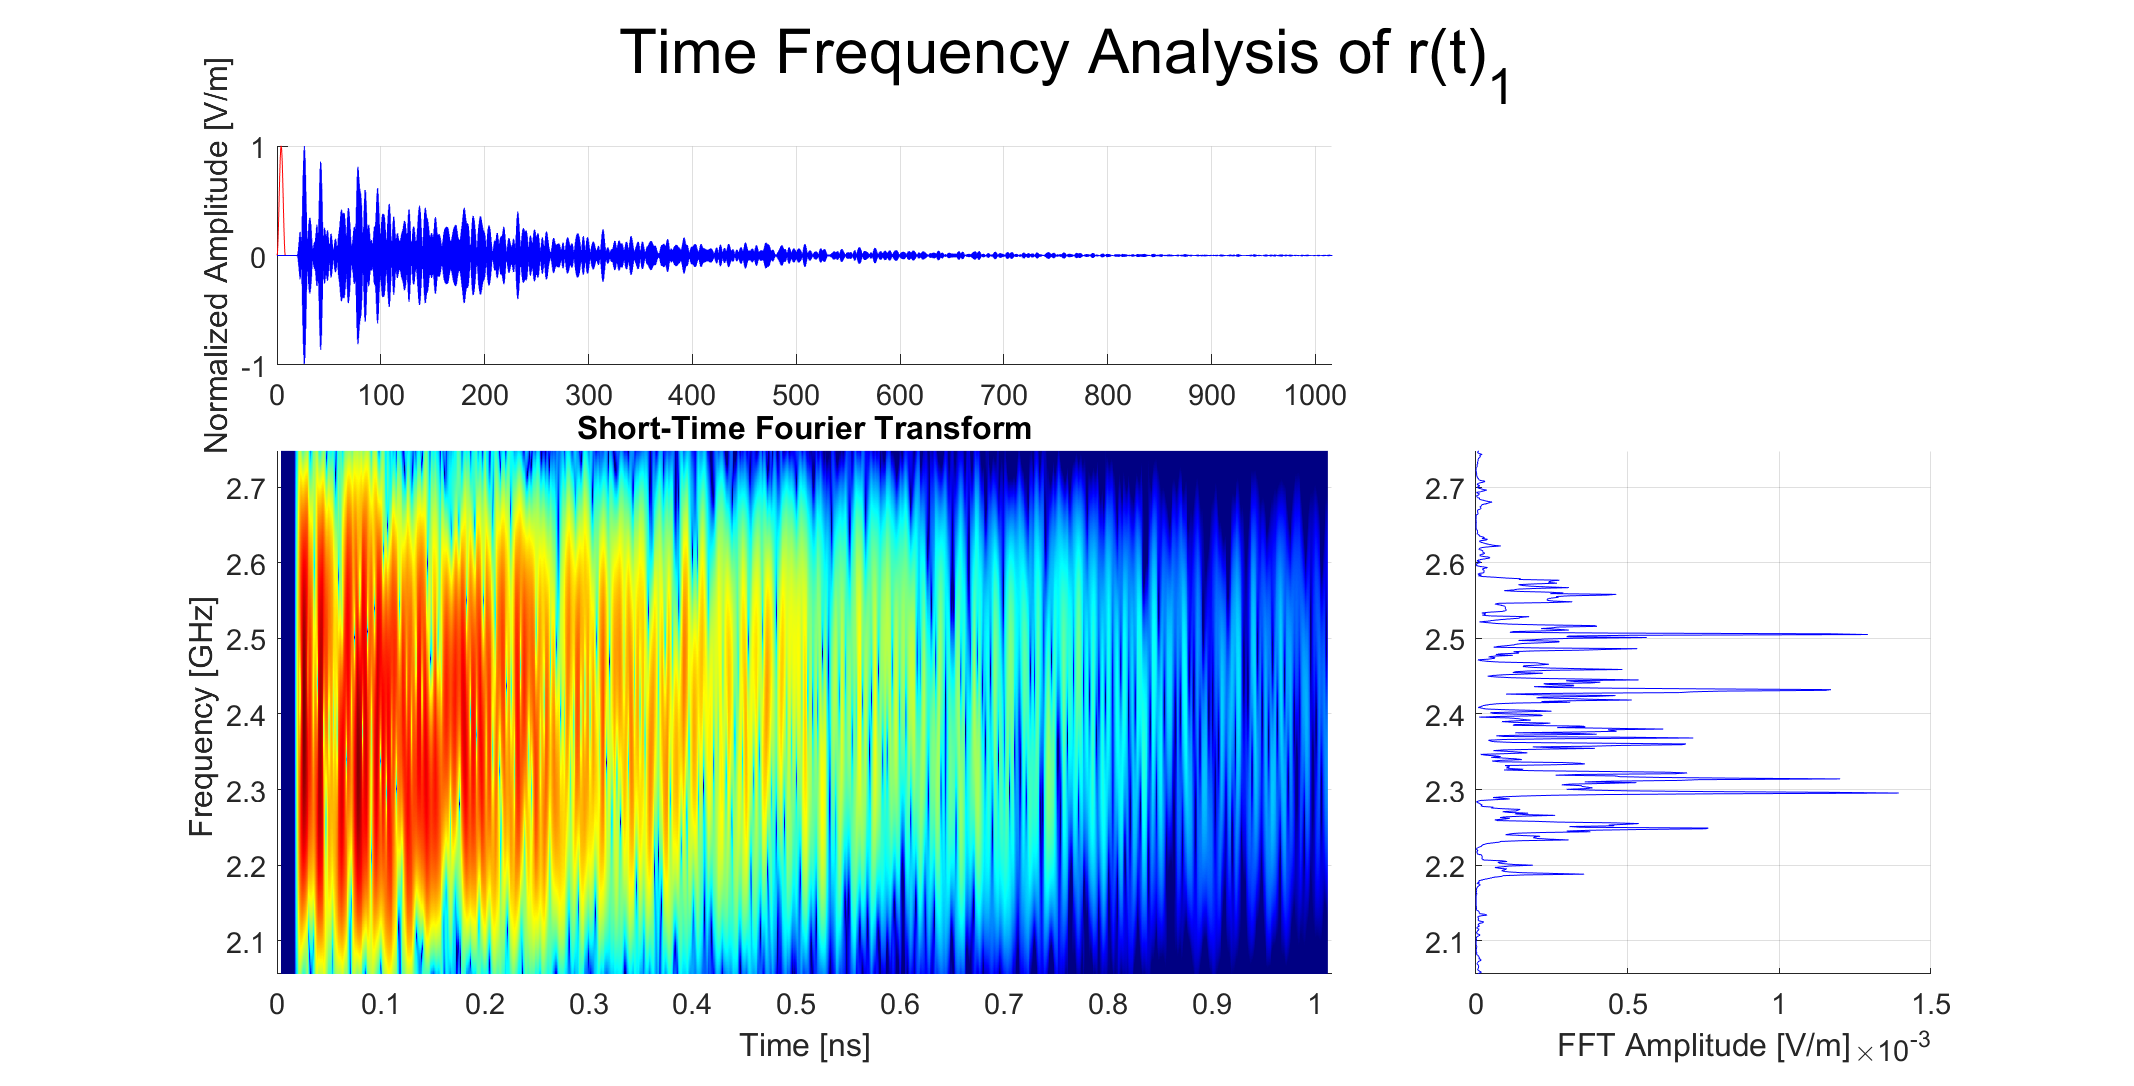 Time Frequency Analysis of r(t)₁
Normalized Amplitude [V/m]
1
0
-1
0 100 200 300 400 500 600 700 800 900 1000
Short-Time Fourier Transform
Frequency [GHz]
2.7
2.6
2.5
2.4
2.3
2.2
2.1
0 0.1 0.2 0.3 0.4 0.5 0.6 0.7 0.8 0.9 1
Time [ns]
2.7
2.6
2.5
2.4
2.3
2.2
2.1
0 0.5 1 1.5
FFT Amplitude [V/m] ×10⁻³